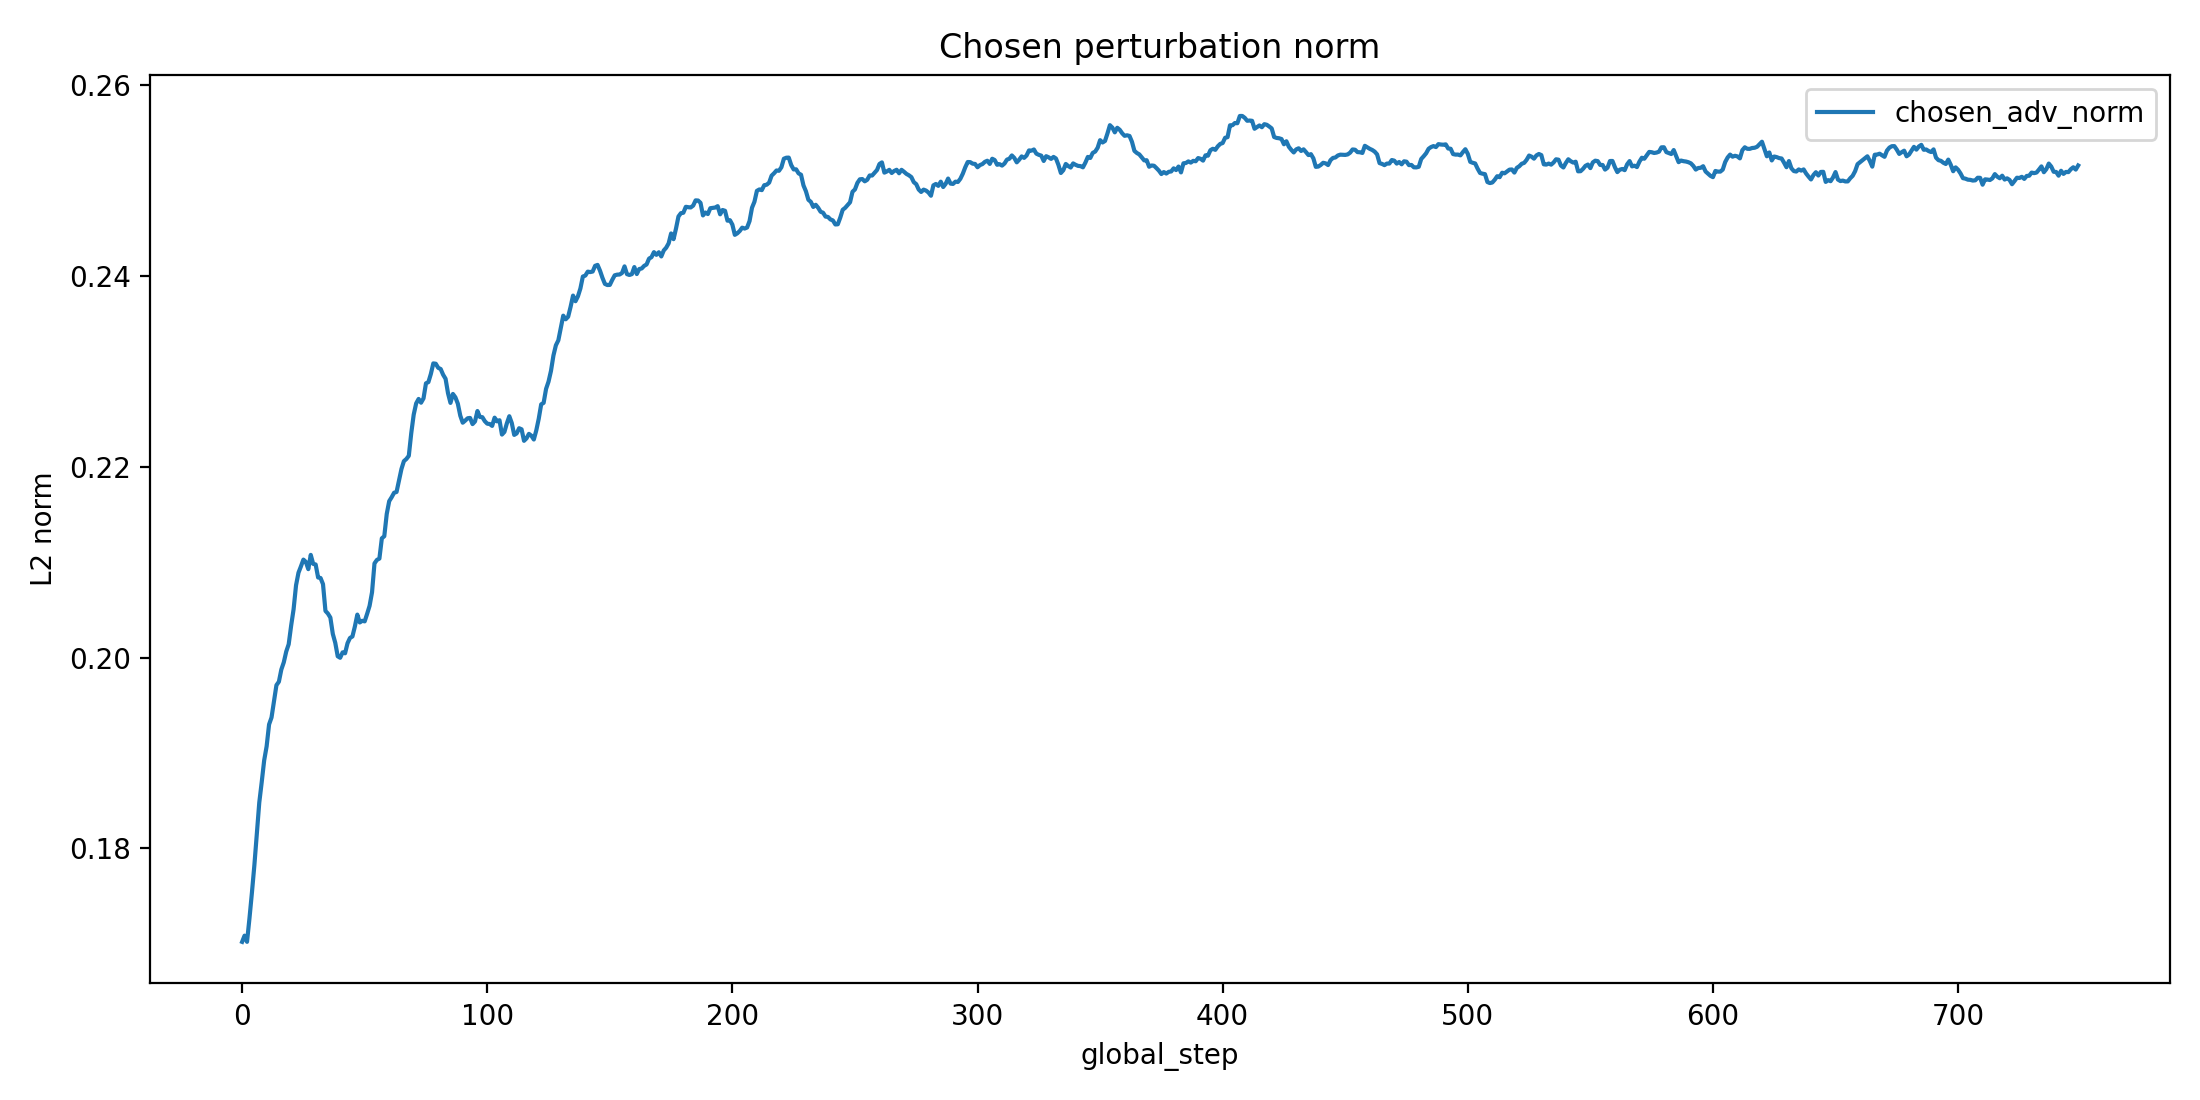 Chosen perturbation norm
chosen_adv_norm
L2 norm
0.26
0.24
0.22
0.20
0.18
0 100 200 300 400 500 600 700
global_step